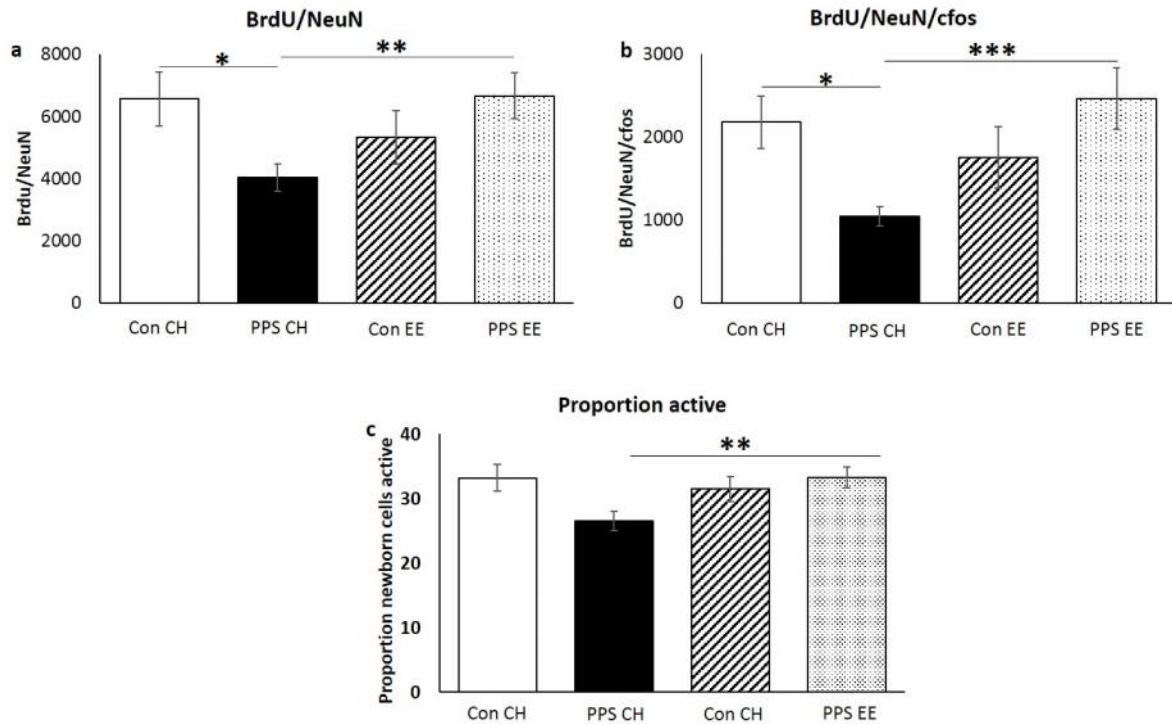 BrdU/NeuN
a
*
**
8000
6000
4000
2000
0
Brdu/NeuN
Con CH
PPS CH
Con EE
PPS EE
BrdU/NeuN/cfos
b
*
***
3000
2000
1000
0
BrdU/NeuN/cfos
Con CH
PPS CH
Con EE
PPS EE
Proportion active
c
**
40
30
20
10
0
Proportion newborn cells active
Con CH
PPS CH
Con CH
PPS EE